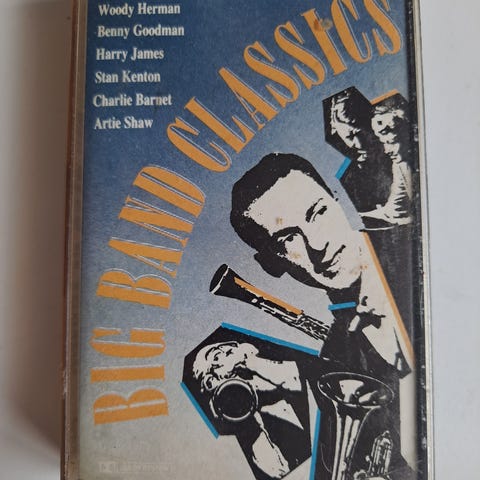 Woody Herman
Benny Goodman
Harry James
Stan Kenton
Charlie Barnet
Artie Shaw
BIG BAND CLASSICS